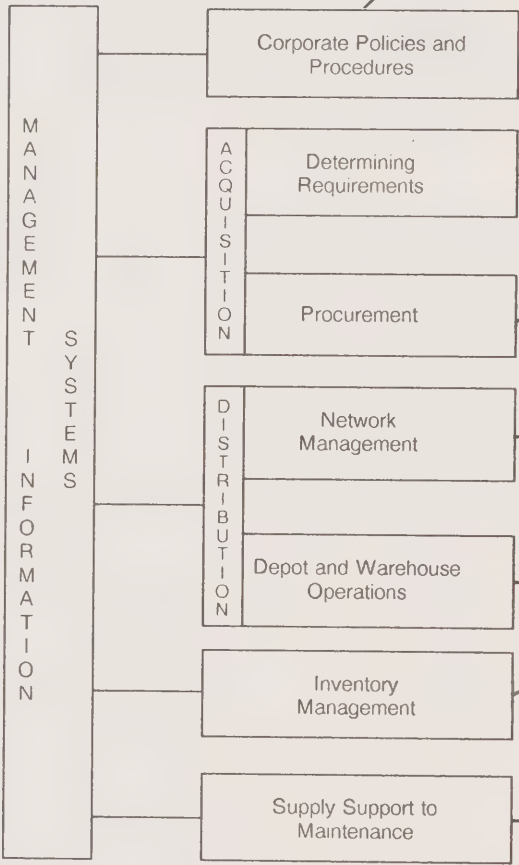 MANAGEMENT INFORMATION
SYSTEMS
Corporate Policies and
Procedures
ACQUISITION
Determining
Requirements
Procurement
DISTRIBUTION
Network
Management
Depot and Warehouse
Operations
Inventory
Management
Supply Support to
Maintenance